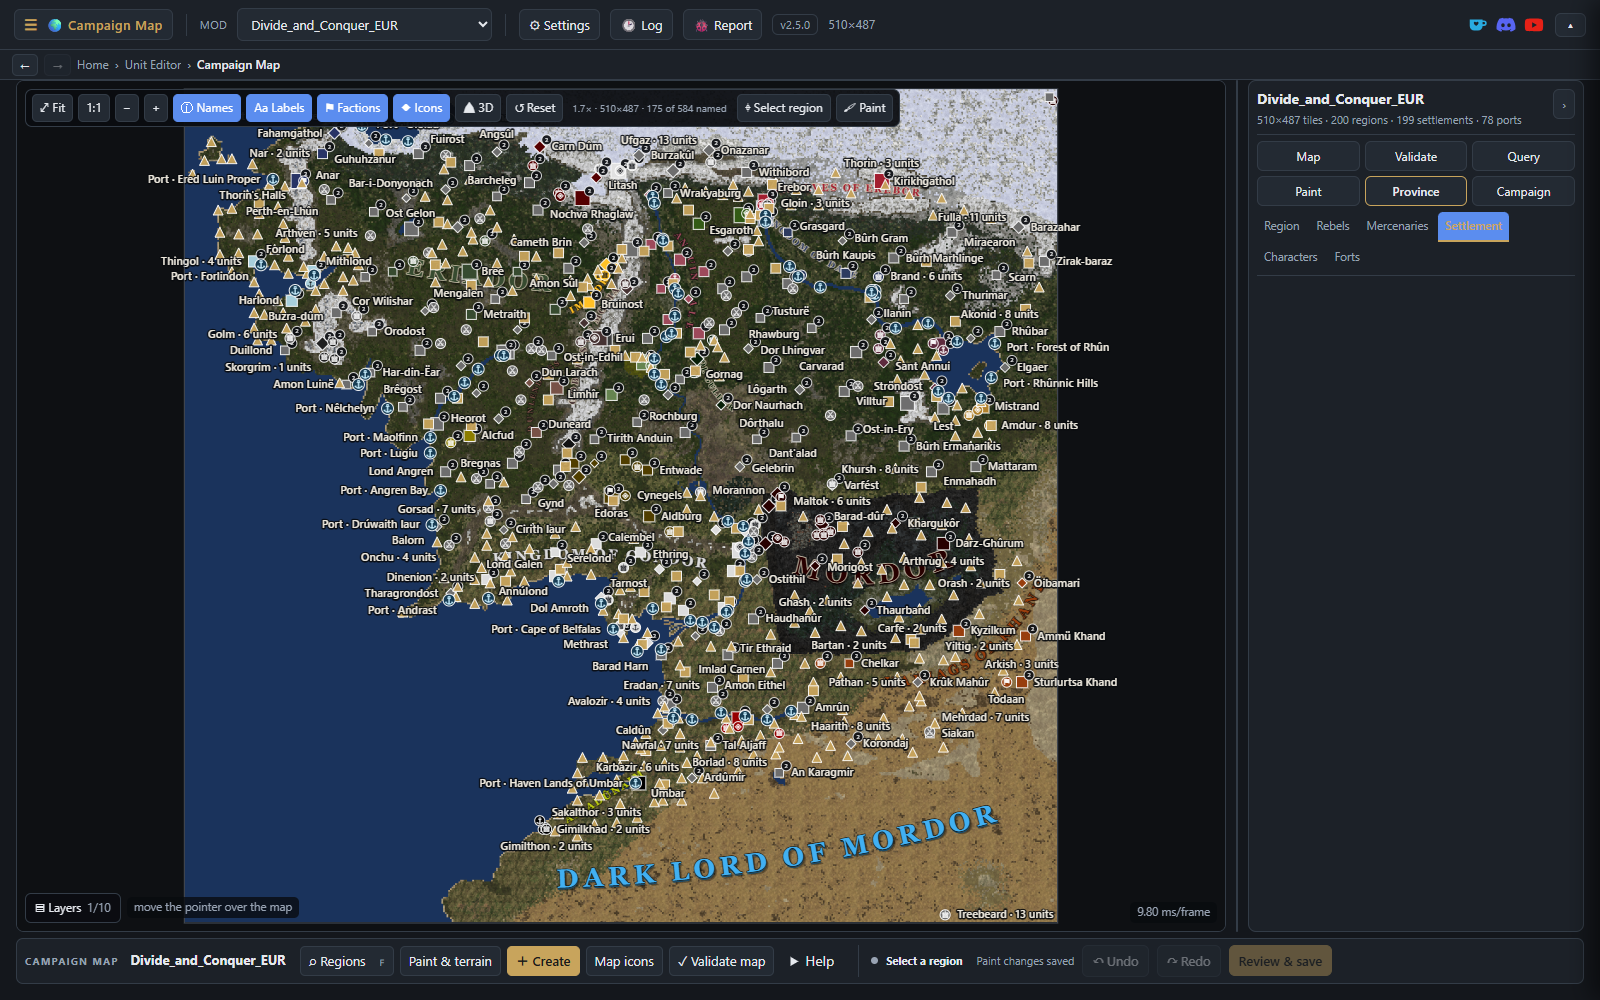 ☰ Campaign Map
MOD Divide_and_Conquer_EUR
Settings
Log
Report
v2.5.0
510×487
Home › Unit Editor › Campaign Map
Fit
1:1
−
+
Names
Aa Labels
Factions
Icons
3D
Reset
1.7× · 510×487 · 175 of 584 named
Select region
Paint
Fahamgathol
Fuirost
Angsûl
Carn Dûm
Ufgaz · 13 units
Burzakûl
Onazanar
Nar · 2 units
Guhuhzanur
Thorin · 3 units
Withibord
Kirikhgathol
Port · Ered Luin Proper
Anar
Bar-i-Donyonach
Barcheleg
Litash
Wrakyaburg
Erebor
Thorin's Halls
Gloin · 3 units
Perth-en-Lhûn
Ost Gelon
Nochva Rhaglaw
Fulla · 11 units
Barazahar
Arthven · 5 units
Cameth Brin
Esgaroth
Grasgard
Bûrh Gram
Miraearon
Forlond
Thingol · 4 units
Mithlond
Bûrh Kaupis
Bûrh Marhlinge
Zirak-baraz
Port · Forlindon
Bree
Amon Sûl
Brand · 6 units
Scarn
Harlond
Cor Wilishar
Mengalen
Brúinost
Thurimar
Buzra-dum
Metraith
Tusturë
Ilanin
Akonid · 8 units
Golm · 6 units
Orodost
Erui
Rhawburg
Rhûbar
Duillond
Ost-in-Edhil
Dor Lhingvar
Port · Forest of Rhûn
Skorgrim · 1 units
Har-din-Ëar
Dún Larach
Gornag
Carvarad
Sant Annui
Elgaer
Amon Luinë
Brégost
Limhir
Lôgarth
Strondost
Port · Rhûnnic Hills
Port · Nêlchelyn
Dor Naurhach
Villtur
Mistrand
Heorot
Rochburg
Dôrthalu
Lest
Amdur · 8 units
Port · Maolfinn
Alcfud
Duneard
Tirith Anduin
Ost-in-Ery
Port · Lugiu
Dant'alad
Bûrh Ermanarikis
Lond Angren
Bregnas
Entwade
Gelebrin
Khursh · 8 units
Mattaram
Port · Angren Bay
Morannon
Varfést
Enmahadh
Gorsad · 7 units
Gynd
Cynegels
Maltok · 6 units
Port · Drúwaith Iaur
Edoras
Aldburg
Barad-dûr
Khargukôr
Balorn
Cirith Iaur
Calembel
Darz-Ghúrum
Onchu · 4 units
KINGDOM OF GONDOR
Lond Galen
Serelond
Ethring
Morigost
Arthrug · 4 units
MORDOR
Dinenion · 2 units
Tarnost
Ostithil
Orash · 2 units
Oibamari
Tharagrondost
Annulond
Port · Andrast
Dol Amroth
Ghash · 2 units
Thaurband
Haudhanûr
Port · Cape of Belfalas
Carfe · 2 units
Kyzilkum
Ammû Khand
Methrast
Tir Ethraid
Bartan · 2 units
Yiltig · 2 units
Barad Harn
Imlad Carnen
Chelkar
Arkish · 3 units
Eradan · 7 units
Amon Eithel
Pathan · 5 units
Krûk Mahûr
Sturlurtsa Khand
Avalozir · 4 units
Amrûn
Todaan
Mehrdad · 7 units
Caldûn
Haarith · 8 units
Siakan
Nawfal · 7 units
Tal Aljaff
Korondaj
Karbazir · 6 units
Borlad · 8 units
An Karagmir
Port · Haven Lands of Umbar
Ardûmir
Umbar
Sakalthor · 3 units
Gimilkhad · 2 units
Gimilthon · 2 units
DARK LORD OF MORDOR
Treebeard · 13 units
Layers 1/10
move the pointer over the map
9.80 ms/frame
Divide_and_Conquer_EUR
510×487 tiles · 200 regions · 199 settlements · 78 ports
Map
Validate
Query
Paint
Province
Campaign
Region
Rebels
Mercenaries
Settlement
Characters
Forts
CAMPAIGN MAP
Divide_and_Conquer_EUR
Regions F
Paint & terrain
+ Create
Map icons
✓ Validate map
Help
Select a region
Paint changes saved
Undo
Redo
Review & save